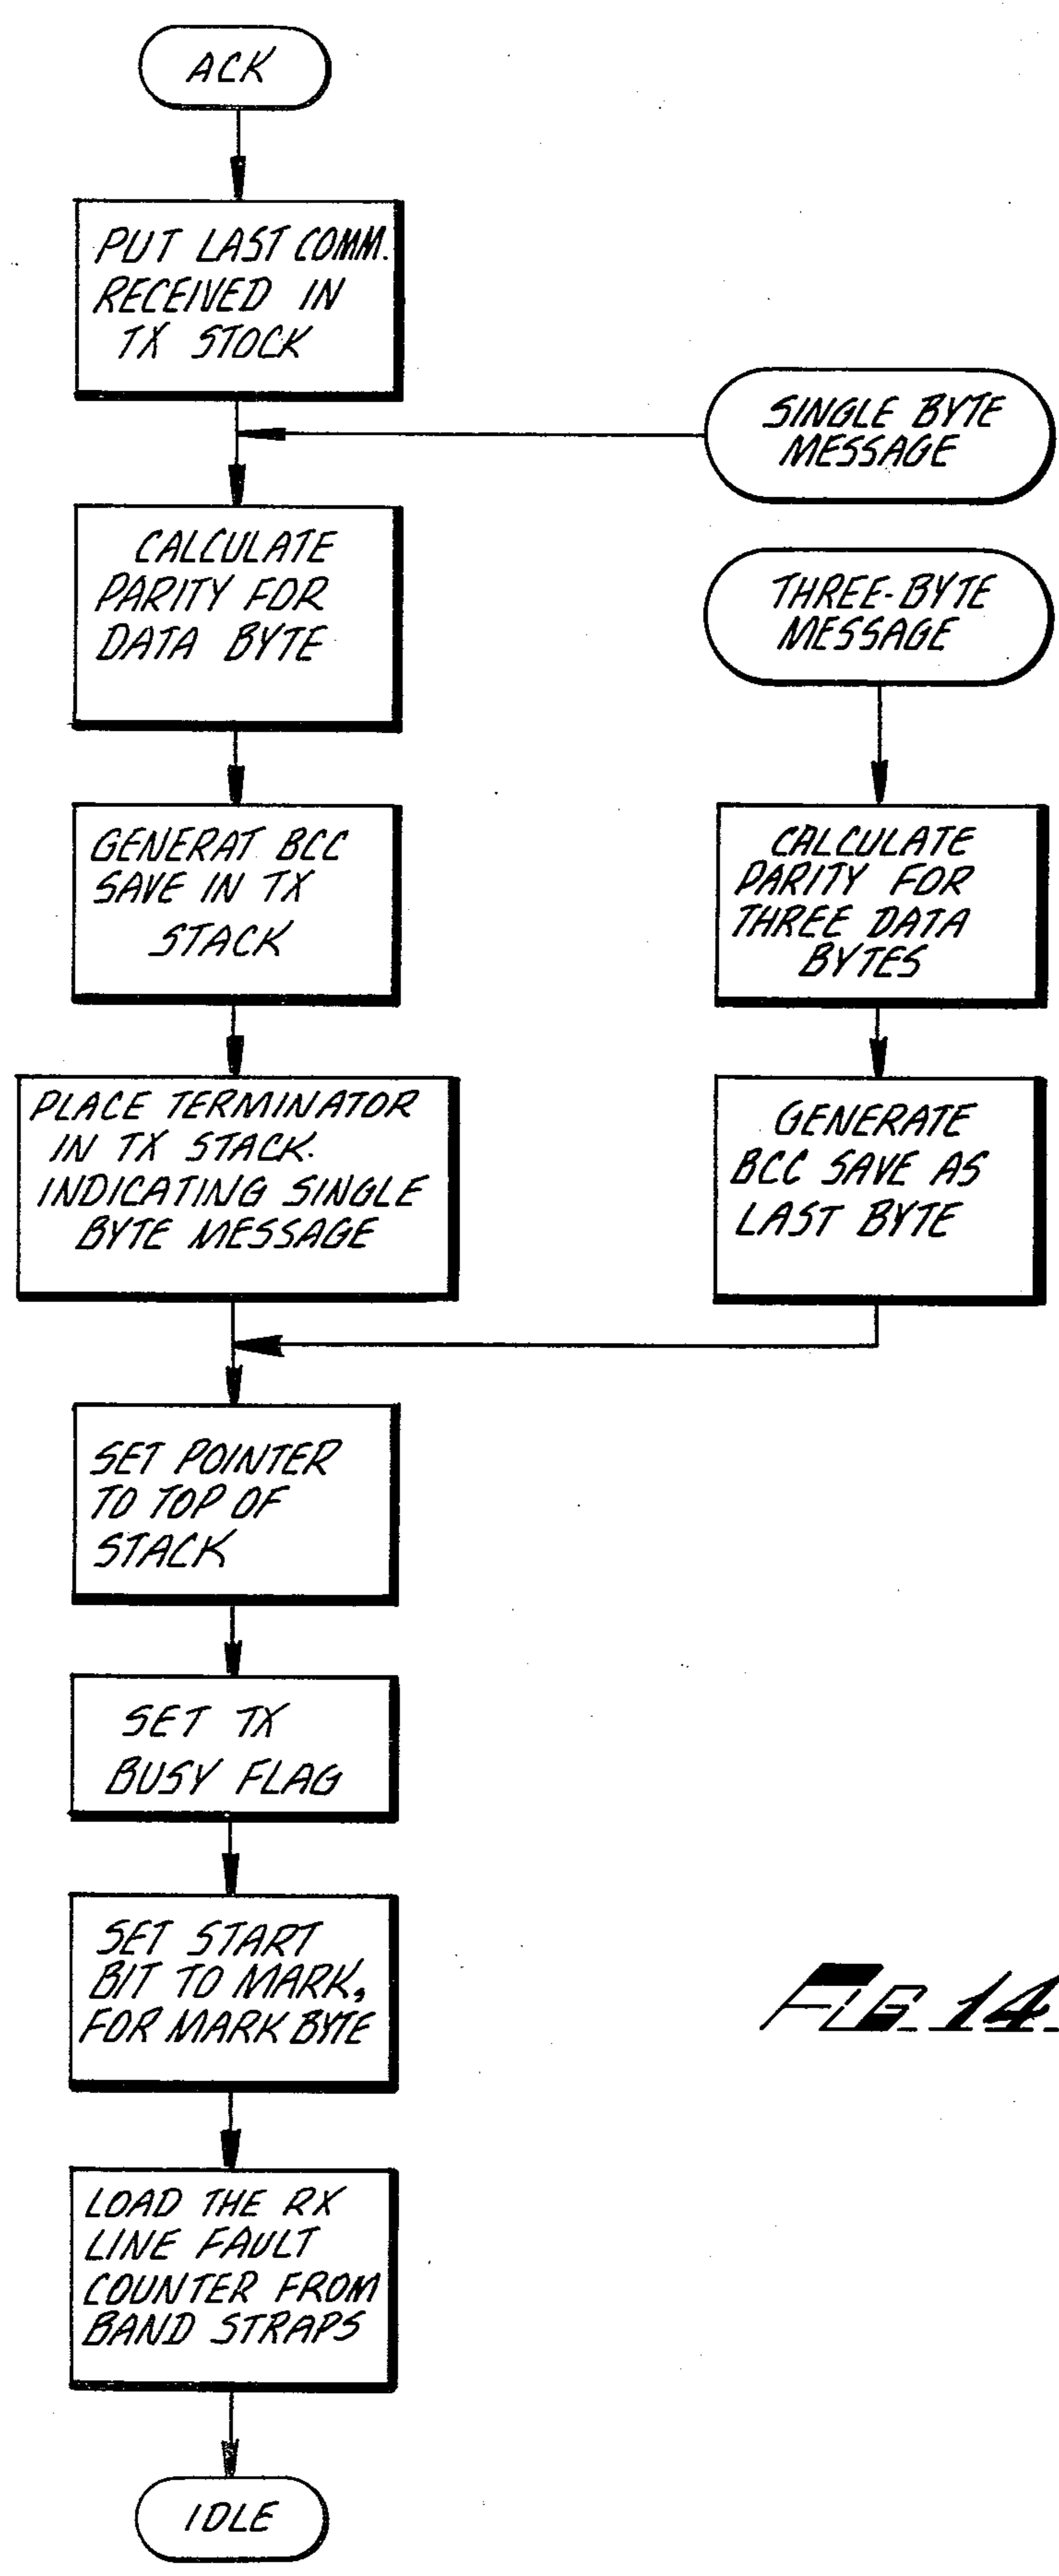 ACK
PUT LAST COMM.
RECEIVED IN
TX STOCK
SINGLE BYTE
MESSAGE
CALCULATE
PARITY FOR
DATA BYTE
THREE-BYTE
MESSAGE
GENERAT BCC
SAVE IN TX
STACK
CALCULATE
PARITY FOR
THREE DATA
BYTES
PLACE TERMINATOR
IN TX STACK.
INDICATING SINGLE
BYTE MESSAGE
GENERATE
BCC SAVE AS
LAST BYTE
SET POINTER
TO TOP OF
STACK
SET TX
BUSY FLAG
SET START
BIT TO MARK,
FOR MARK BYTE
FIG. 14.
LOAD THE RX
LINE FAULT
COUNTER FROM
BAND STRAPS
IDLE